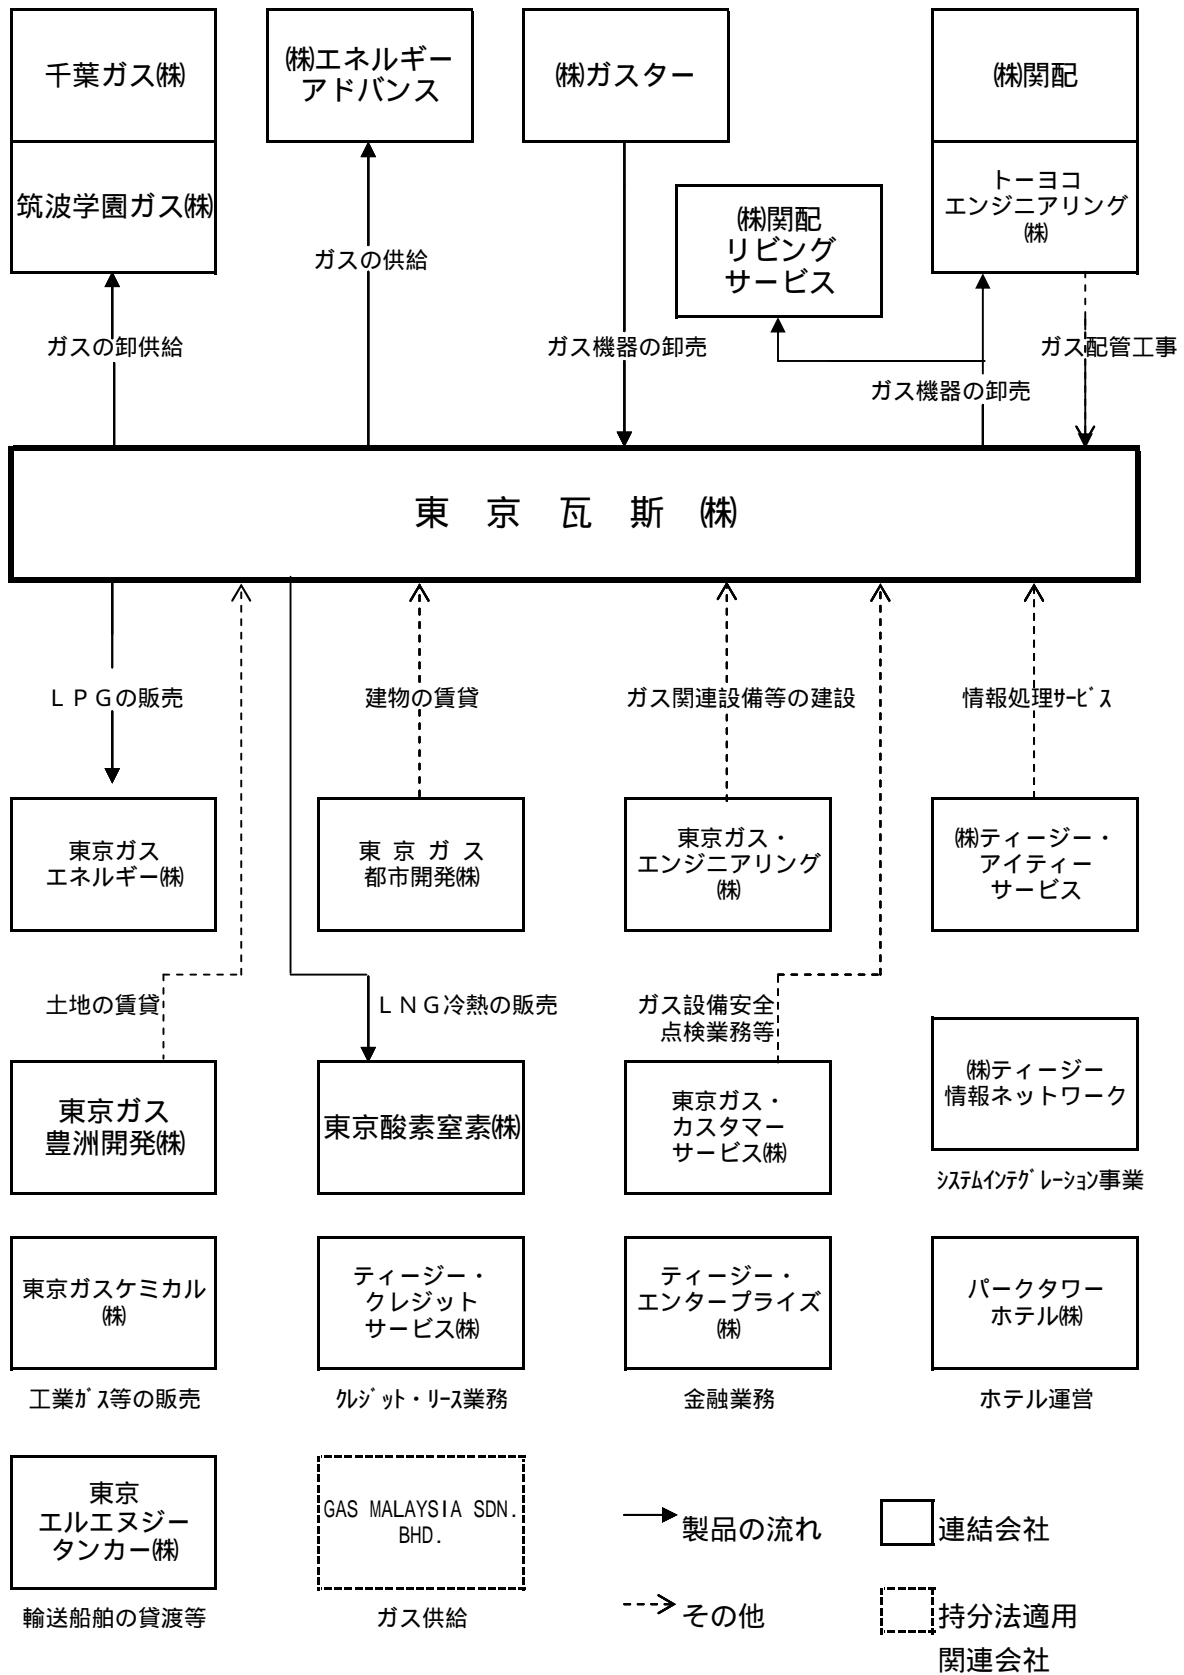 千葉ガス㈱
㈱エネルギー
アドバンス
㈱ガスター
㈱関配
筑波学園ガス㈱
㈱関配
リビング
サービス
トーヨコ
エンジニアリング
㈱
ガスの卸供給
ガスの供給
ガス機器の卸売
ガス機器の卸売
ガス配管工事
東 京 瓦 斯 ㈱
LPGの販売
建物の賃貸
ガス関連設備等の建設
情報処理ｻｰﾋﾞｽ
東京ガス
エネルギー㈱
東 京 ガ ス
都市開発㈱
東京ガス・
エンジニアリング
㈱
㈱ティージー・
アイティー
サービス
土地の賃貸
LNG冷熱の販売
ガス設備安全
点検業務等
東京ガス
豊洲開発㈱
東京酸素窒素㈱
東京ガス・
カスタマー
サービス㈱
㈱ティージー
情報ネットワーク
ｼｽﾃﾑｲﾝﾃｸﾞﾚｰｼｮﾝ事業
東京ガスケミカル
㈱
ティージー・
クレジット
サービス㈱
ティージー・
エンタープライズ
㈱
パークタワー
ホテル㈱
工業ｶﾞｽ等の販売
ｸﾚｼﾞｯﾄ・ﾘｰｽ業務
金融業務
ホテル運営
東京
エルエヌジー
タンカー㈱
GAS MALAYSIA SDN.
BHD.
製品の流れ
連結会社
輸送船舶の貸渡等
ガス供給
その他
持分法適用
関連会社